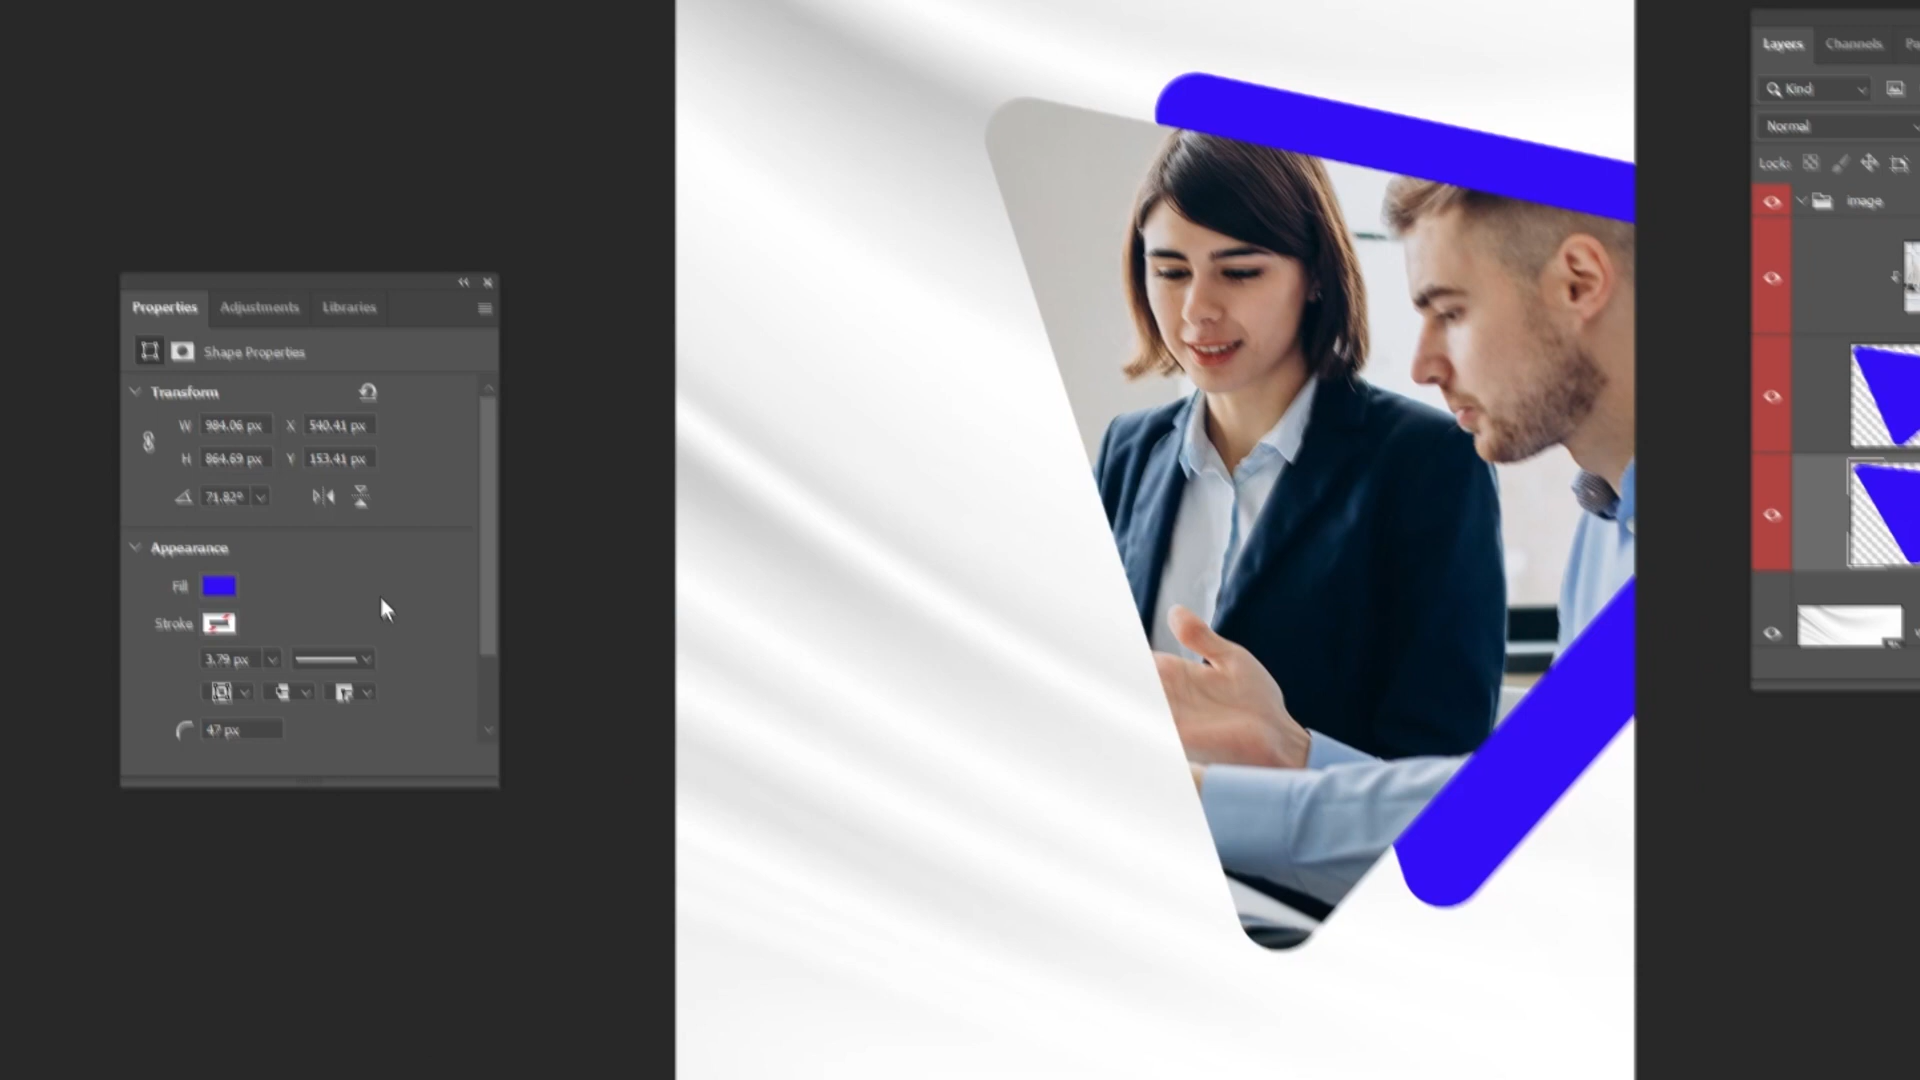 Properties Adjustments Libraries
Shape Properties
Transform
W 984.06 px X 540.41 px
H 864.69 px Y 153.41 px
71.82°
Appearance
Fill
Stroke
3.79 px
47 px
Layers Channels Pa
Kind
Normal
Lock:
image